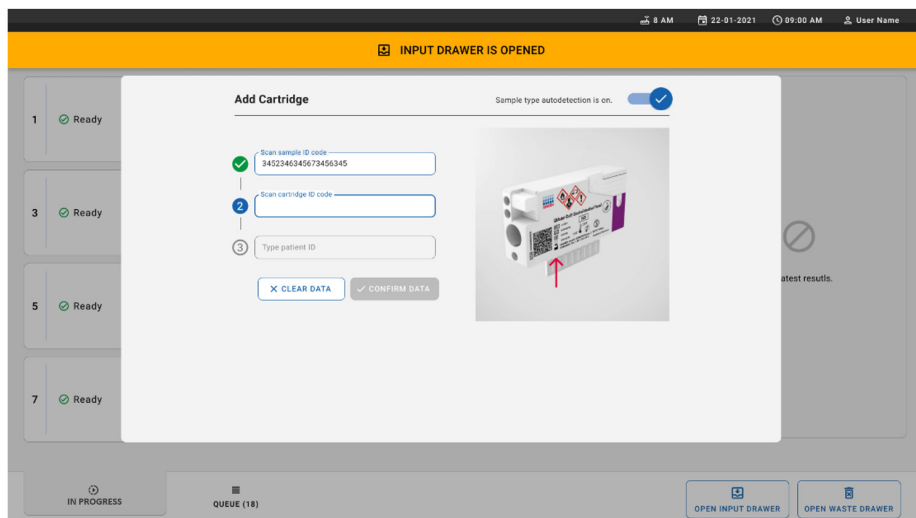 8 AM 22-01-2021 09:00 AM User Name
INPUT DRAWER IS OPENED
Add Cartridge
Sample type autodetection is on.
1 Ready
Scan sample ID code
3452346345673456345
Scan cartridge ID code
2
3 Ready
3 Type patient ID
CLEAR DATA CONFIRM DATA
atest resutls.
5 Ready
7 Ready
IN PROGRESS
QUEUE (18)
OPEN INPUT DRAWER
OPEN WASTE DRAWER